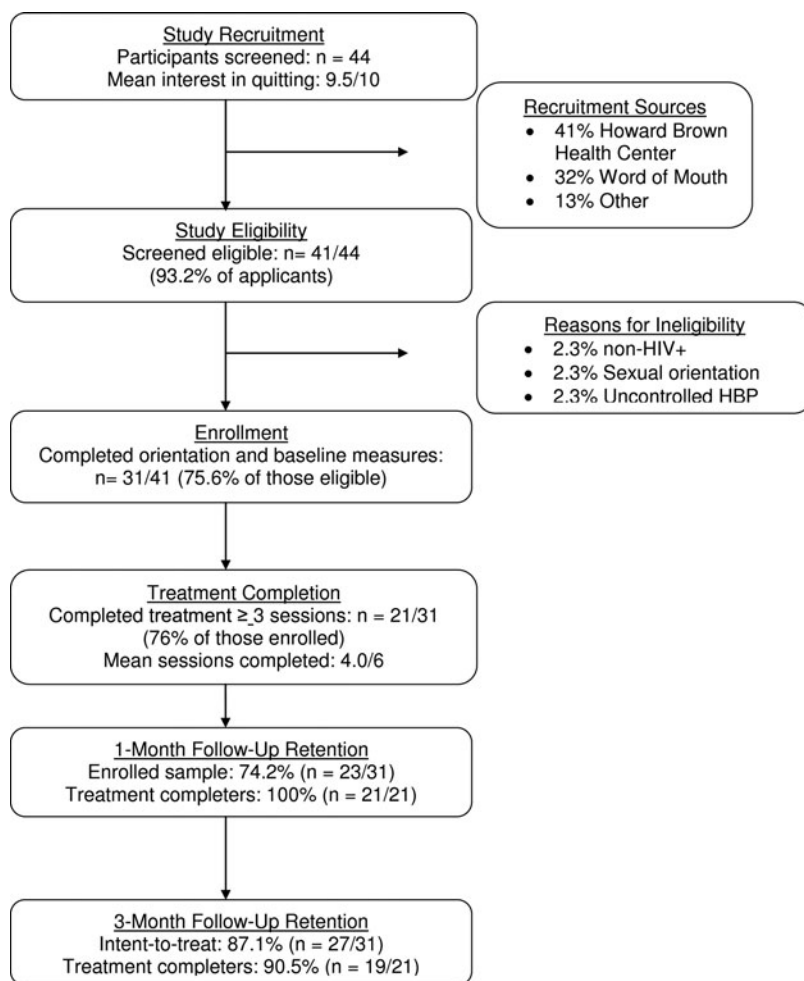 Study Recruitment
Participants screened: n = 44
Mean interest in quitting: 9.5/10
Recruitment Sources
• 41% Howard Brown
Health Center
• 32% Word of Mouth
• 13% Other
Study Eligibility
Screened eligible: n= 41/44
(93.2% of applicants)
Reasons for Ineligibility
• 2.3% non-HIV+
• 2.3% Sexual orientation
• 2.3% Uncontrolled HBP
Enrollment
Completed orientation and baseline measures:
n= 31/41 (75.6% of those eligible)
Treatment Completion
Completed treatment ≥ 3 sessions: n = 21/31
(76% of those enrolled)
Mean sessions completed: 4.0/6
1-Month Follow-Up Retention
Enrolled sample: 74.2% (n = 23/31)
Treatment completers: 100% (n = 21/21)
3-Month Follow-Up Retention
Intent-to-treat: 87.1% (n = 27/31)
Treatment completers: 90.5% (n = 19/21)